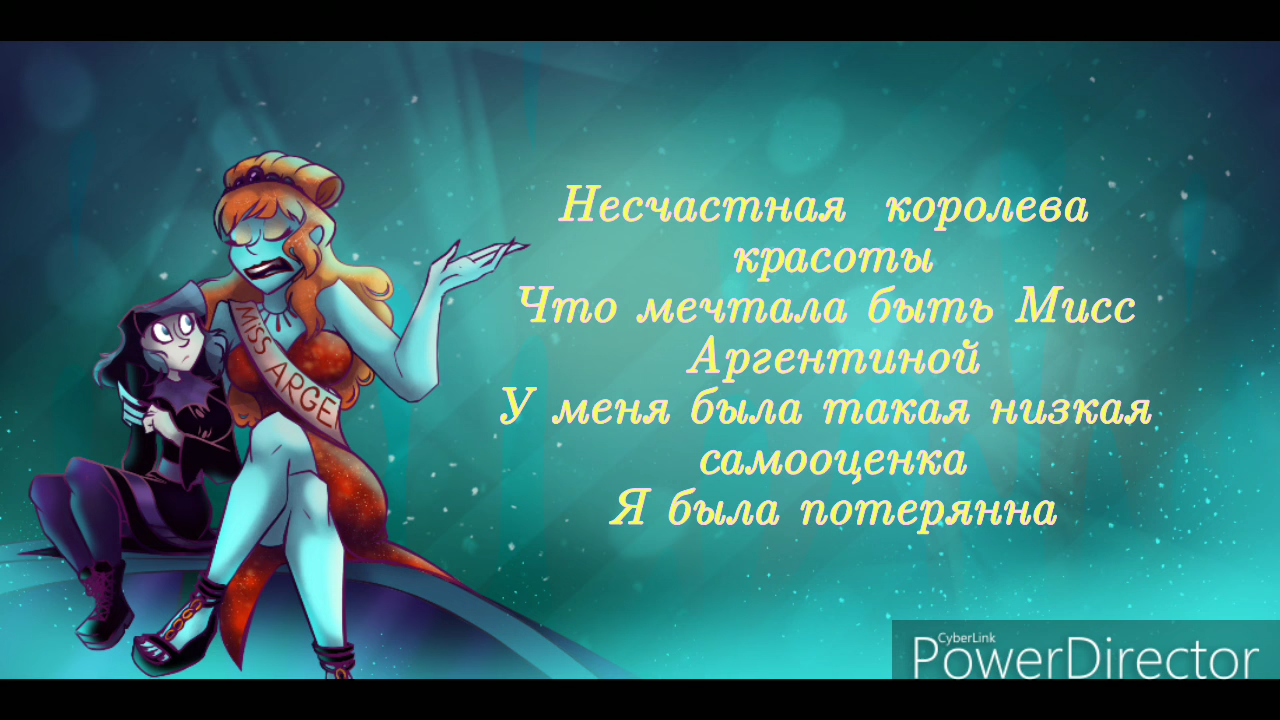 MISS ARGE
Несчастная королева
красоты
Что мечтала быть Мисс
Аргентиной
У меня была такая низкая
самооценка
Я была потерянна
CyberLink
PowerDirector